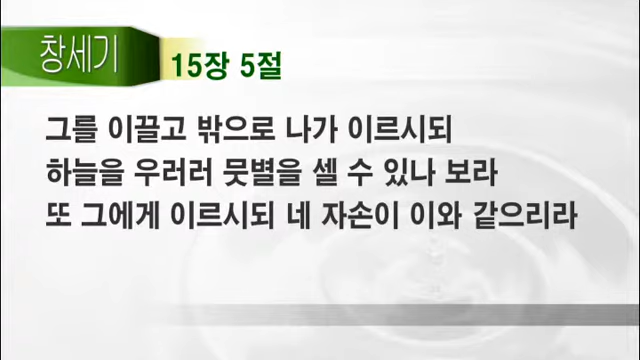 창세기
15장 5절
그를 이끌고 밖으로 나가 이르시되
하늘을 우러러 뭇별을 셀 수 있나 보라
또 그에게 이르시되 네 자손이 이와 같으리라